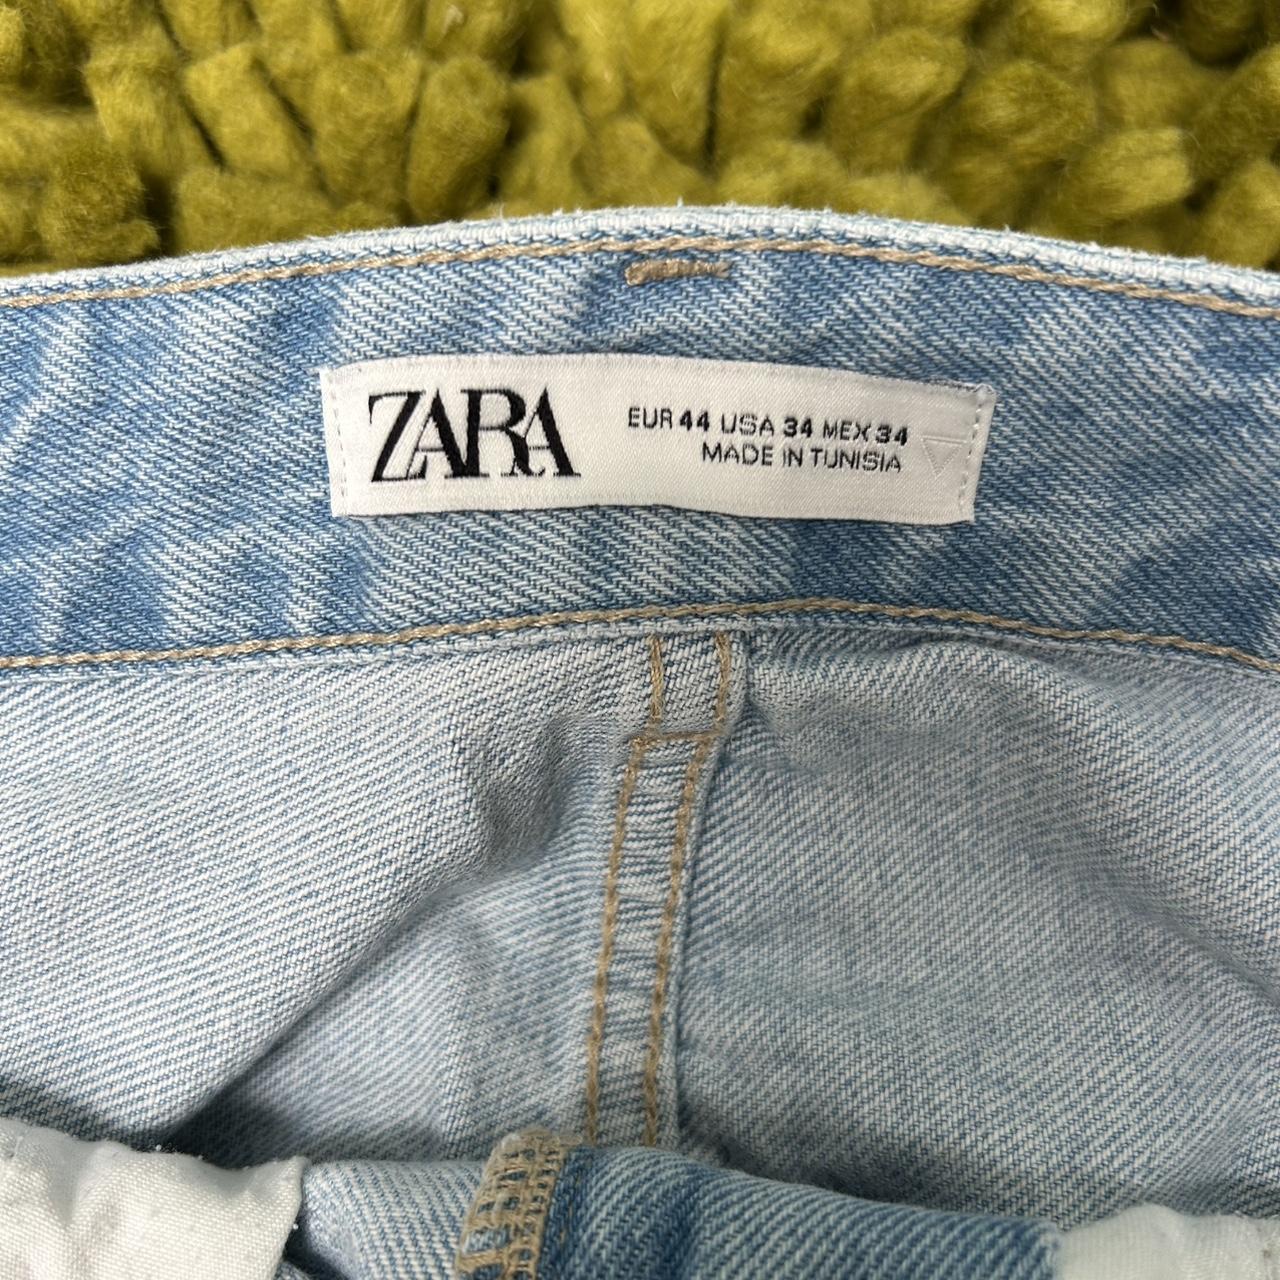 ZARA
EUR 44 USA 34 MEX 34
MADE IN TUNISIA